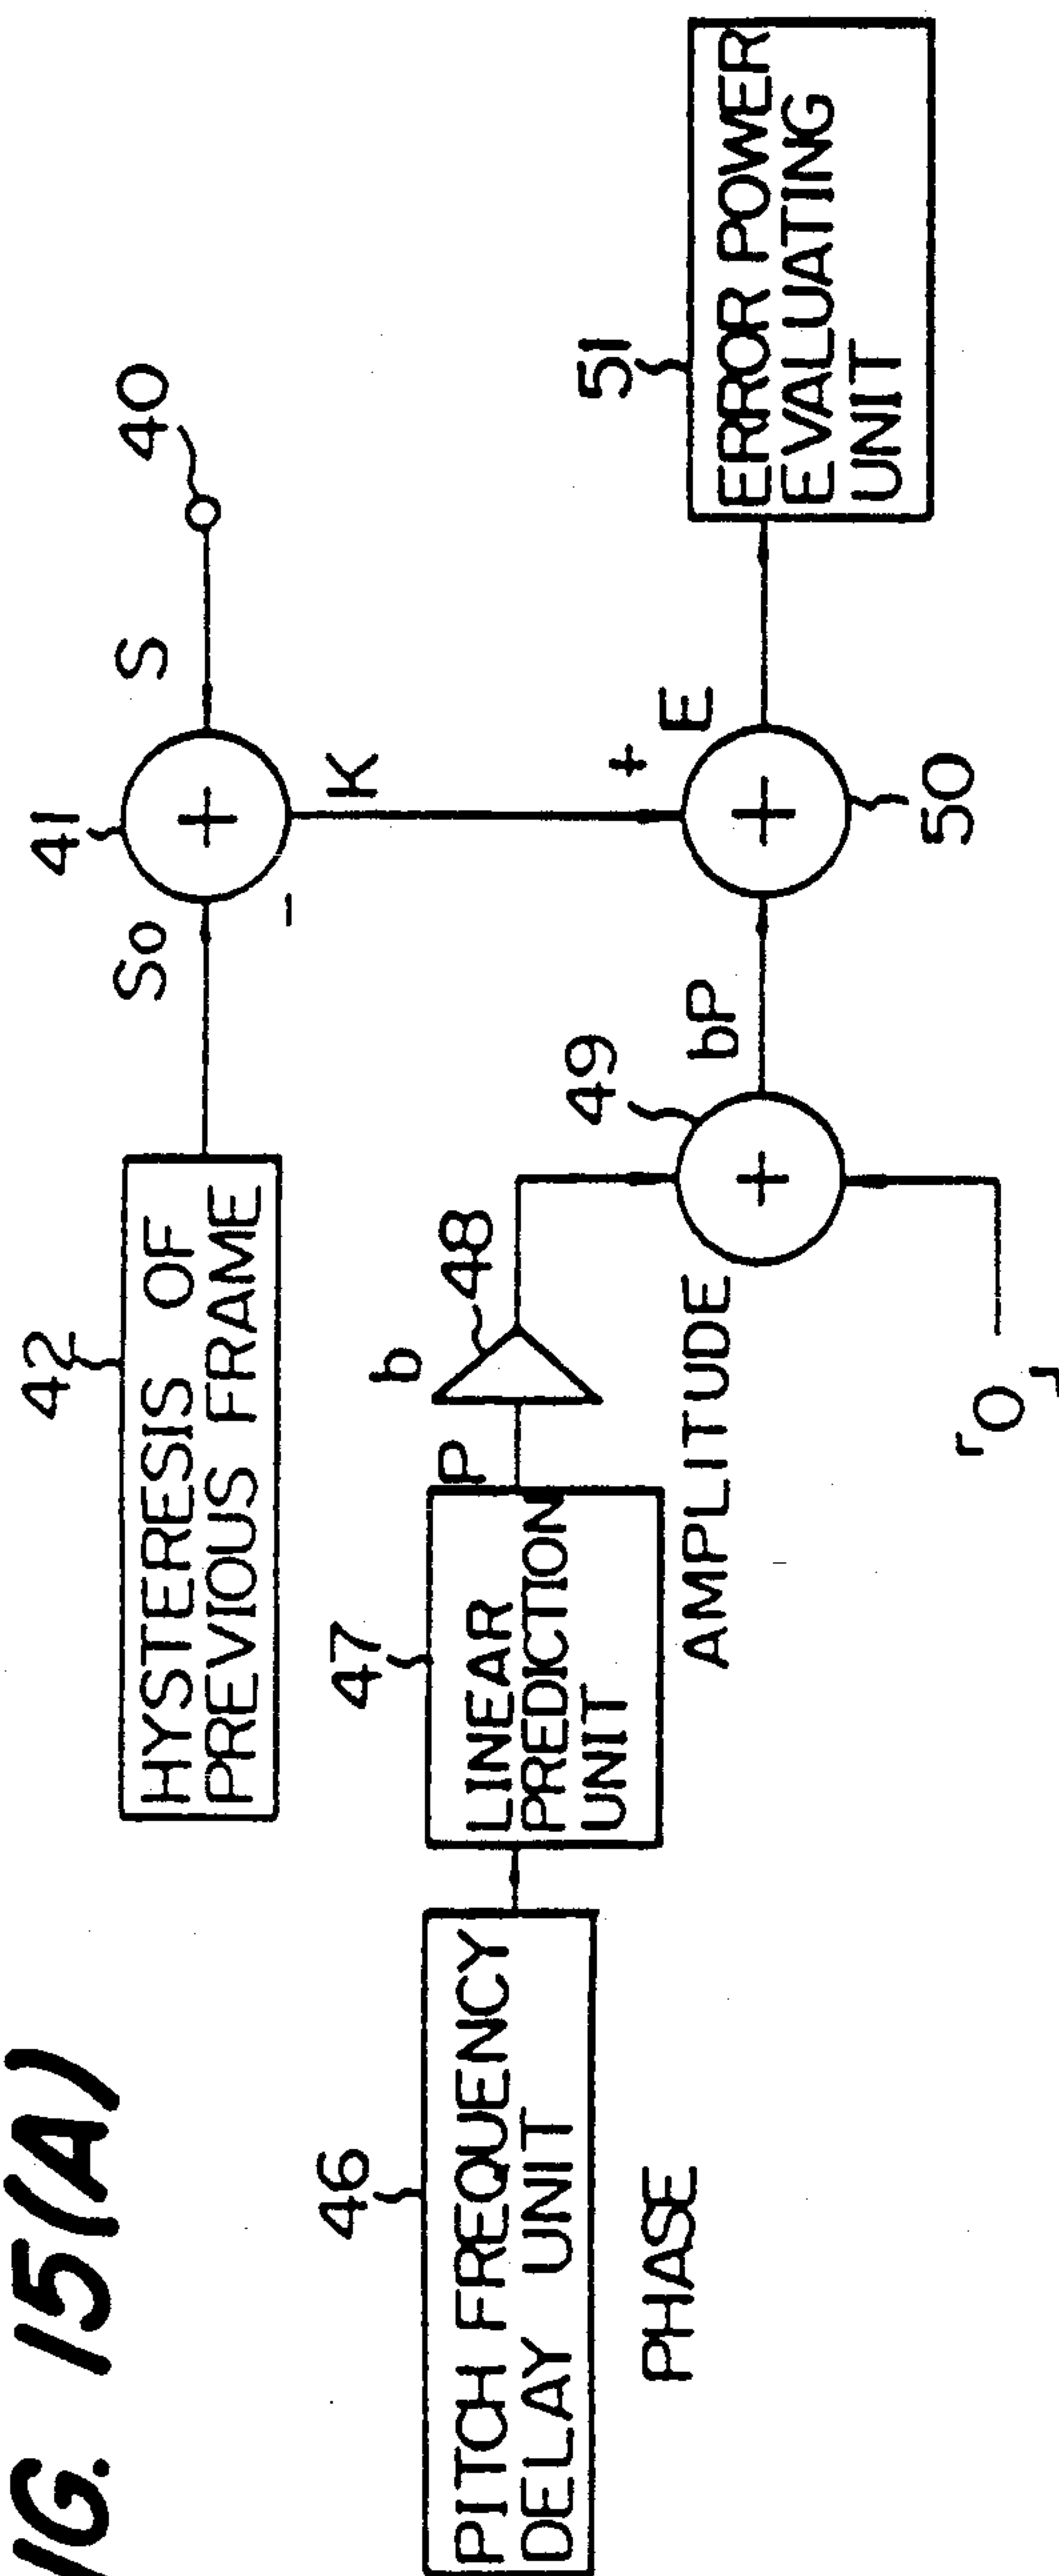 IG. 15(A)
42
HYSTERESIS OF
PREVIOUS FRAME
So
41
+
-
S
40
K
46
PITCH FREQUENCY
DELAY UNIT
PHASE
47
LINEAR
PREDICTION
UNIT
P
b
48
AMPLITUDE
49
+
bP
+
E
+
50
51
ERROR POWER
EVALUATING
UNIT
「0」